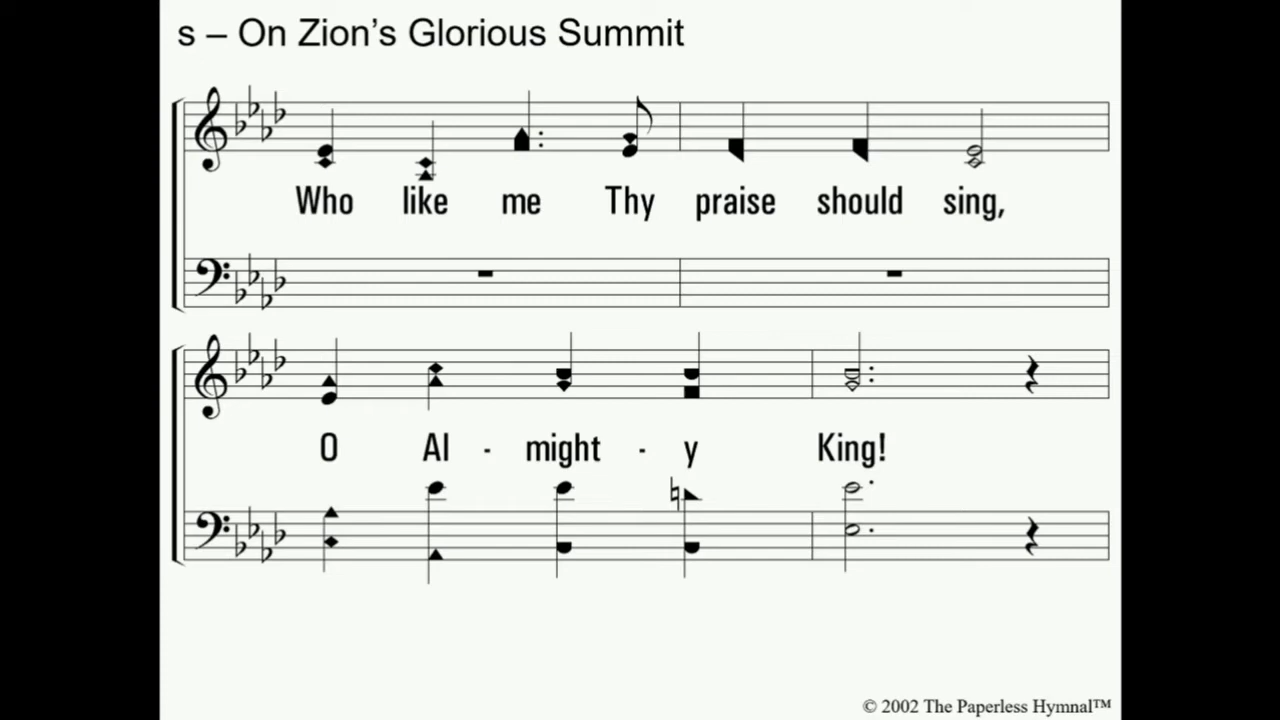 s – On Zion’s Glorious Summit
Who like me Thy praise should sing,
O Al - might - y King!
© 2002 The Paperless Hymnal™